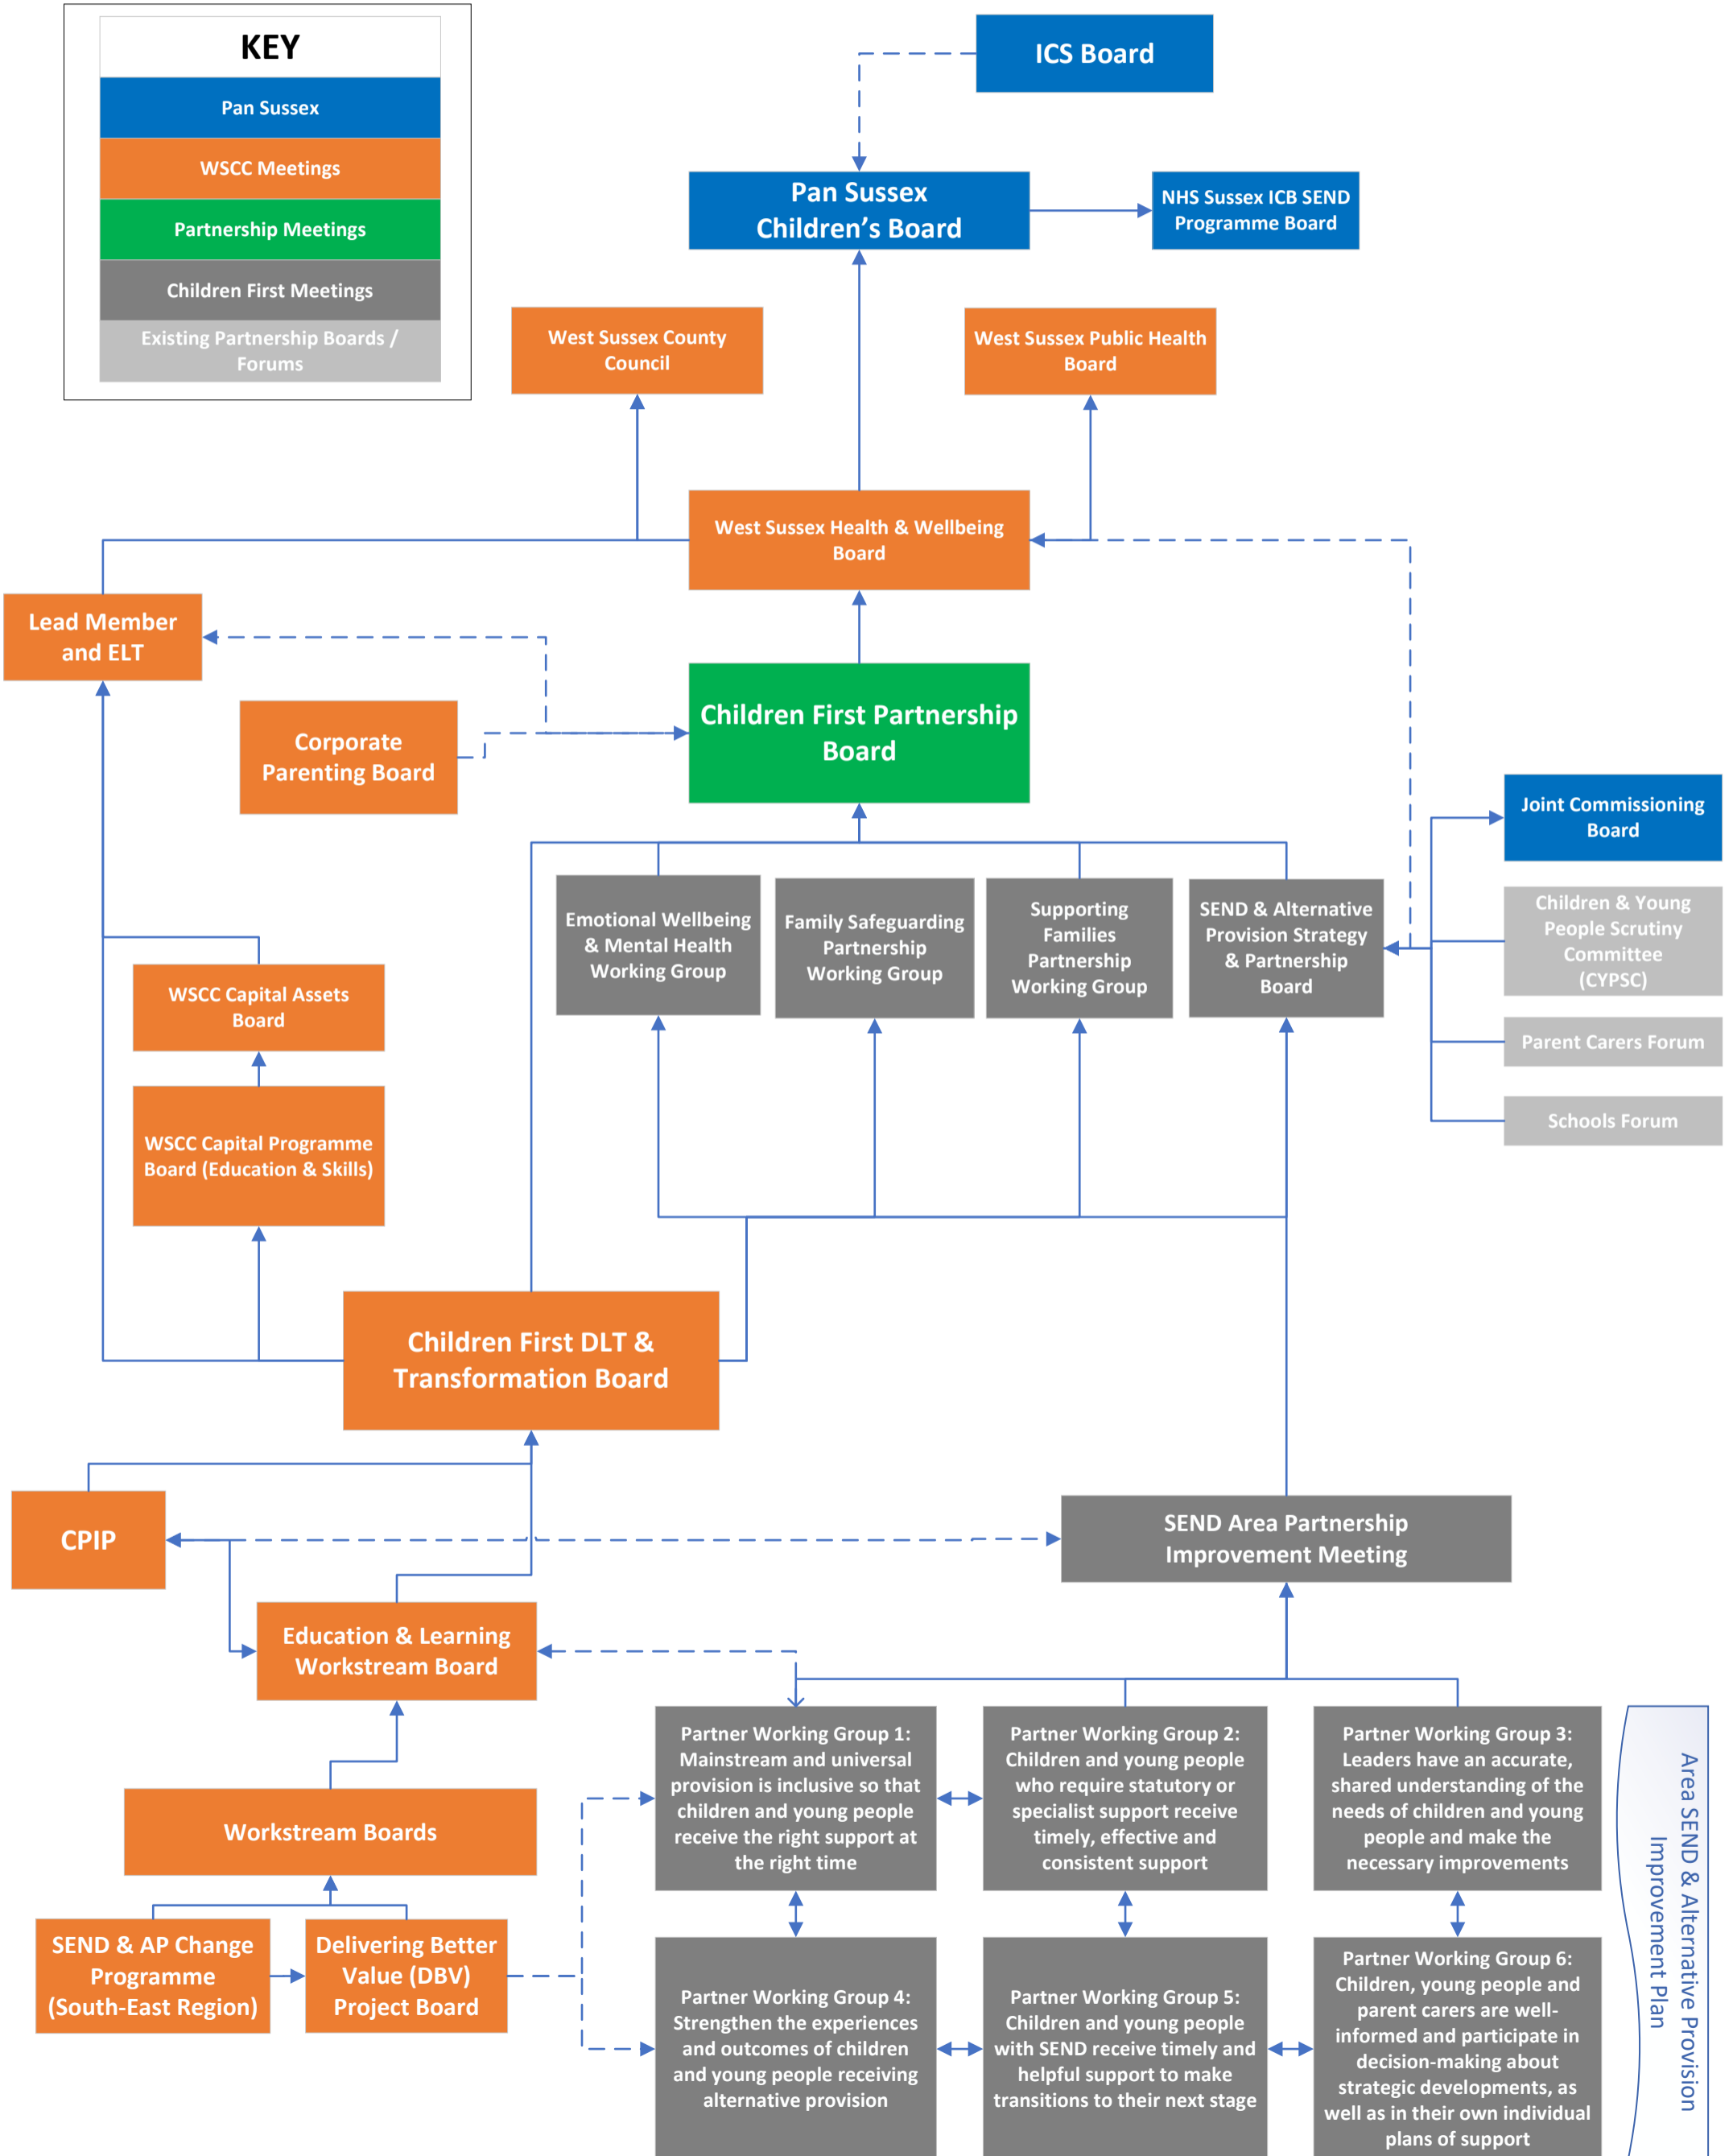 KEY
Pan Sussex
WSCC Meetings
Partnership Meetings
Children First Meetings
Existing Partnership Boards /
Forums
ICS Board
Pan Sussex
Children’s Board
NHS Sussex ICB SEND
Programme Board
West Sussex County
Council
West Sussex Public Health
Board
West Sussex Health & Wellbeing
Board
Lead Member
and ELT
Corporate
Parenting Board
Children First Partnership
Board
Joint Commissioning
Board
Children & Young
People Scrutiny
Committee
(CYPSC)
Parent Carers Forum
Schools Forum
Emotional Wellbeing
& Mental Health
Working Group
Family Safeguarding
Partnership
Working Group
Supporting
Families
Partnership
Working Group
SEND & Alternative
Provision Strategy
& Partnership
Board
WSCC Capital Assets
Board
WSCC Capital Programme
Board (Education & Skills)
Children First DLT &
Transformation Board
CPIP
SEND Area Partnership
Improvement Meeting
Education & Learning
Workstream Board
Workstream Boards
SEND & AP Change
Programme
(South-East Region)
Delivering Better
Value (DBV)
Project Board
Partner Working Group 1:
Mainstream and universal
provision is inclusive so that
children and young people
receive the right support at
the right time
Partner Working Group 2:
Children and young people
who require statutory or
specialist support receive
timely, effective and
consistent support
Partner Working Group 3:
Leaders have an accurate,
shared understanding of the
needs of children and young
people and make the
necessary improvements
Partner Working Group 4:
Strengthen the experiences
and outcomes of children
and young people receiving
alternative provision
Partner Working Group 5:
Children and young people
with SEND receive timely and
helpful support to make
transitions to their next stage
Partner Working Group 6:
Children, young people and
parent carers are well-
informed and participate in
decision-making about
strategic developments, as
well as in their own individual
plans of support
Area SEND & Alternative Provision
Improvement Plan